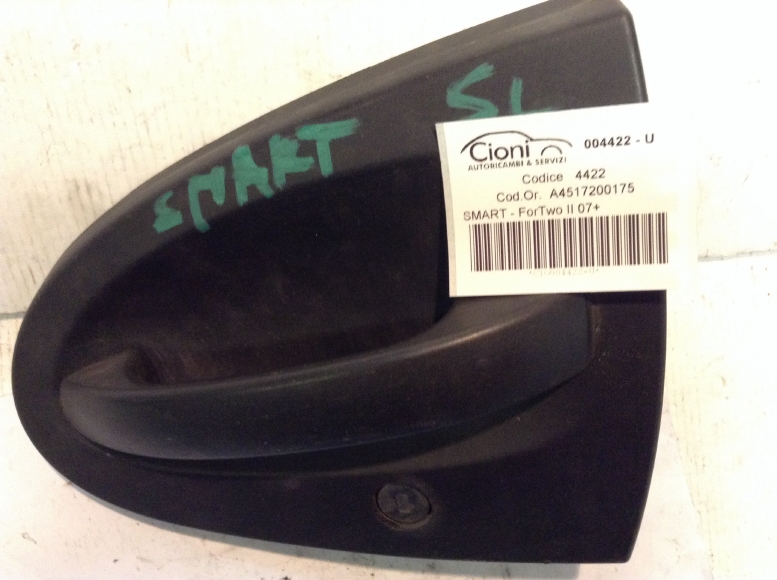 SMART SL
Cioni 004422 - U
AUTORICAMBI & SERVIZI
Codice 4422
Cod.Or. A4517200175
SMART - ForTwo II 07+